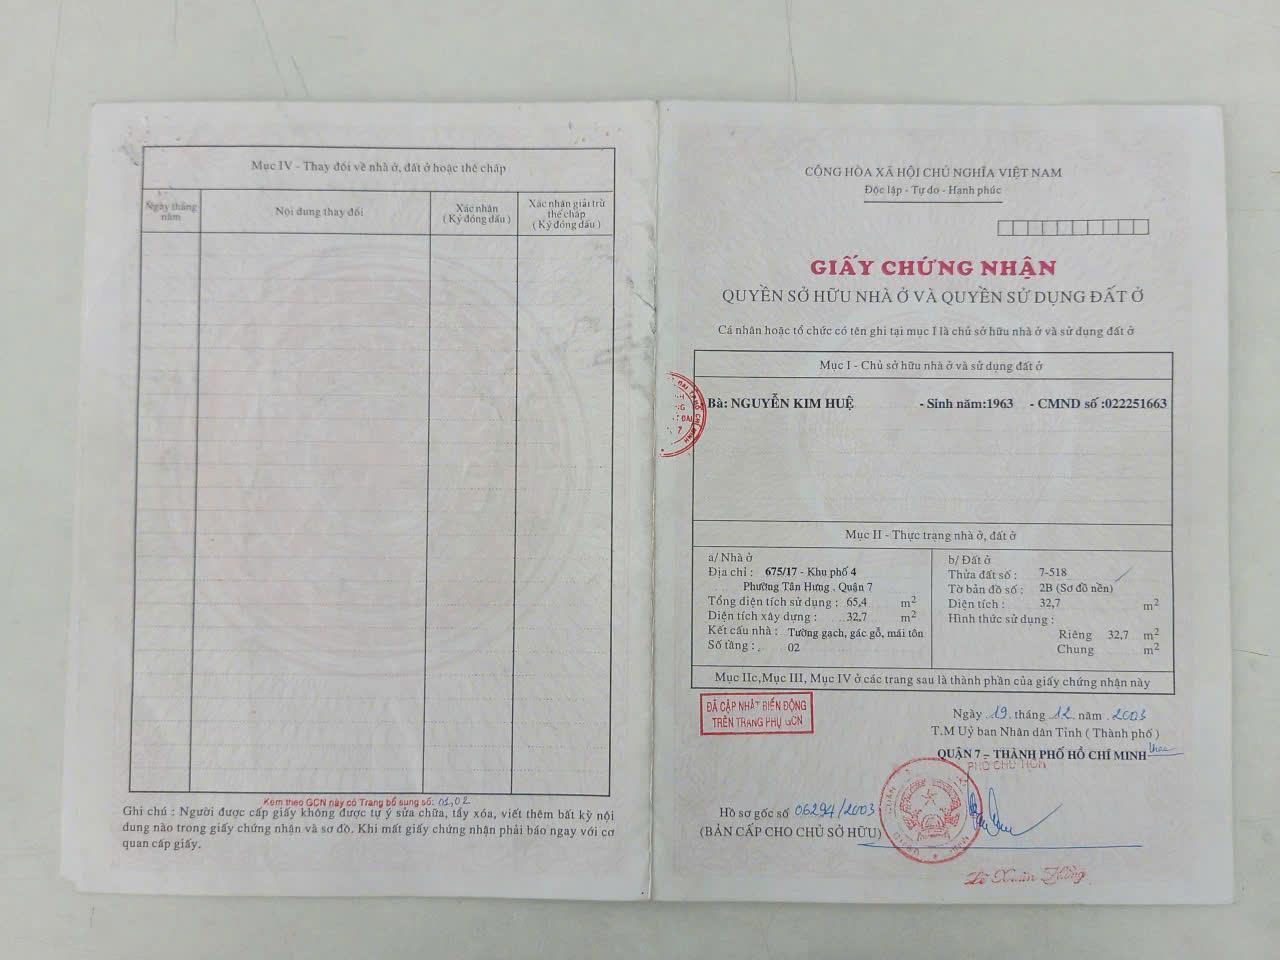 Mục IV - Thay đổi về nhà ở, đất ở hoặc thế chấp
Ngày tháng năm
Nội dung thay đổi
Xác nhận
( Ký đóng dấu )
Xác nhận giải trừ
thế chấp
( Ký đóng dấu )
Kèm theo GCN này có Trang bổ sung số: 01,02
Ghi chú : Người được cấp giấy không được tự ý sửa chữa, tẩy xóa, viết thêm bất kỳ nội
dung nào trong giấy chứng nhận và sơ đồ. Khi mất giấy chứng nhận phải báo ngay với cơ
quan cấp giấy.
CỘNG HÒA XÃ HỘI CHỦ NGHĨA VIỆT NAM
Độc lập - Tự do - Hạnh phúc
GIẤY CHỨNG NHẬN
QUYỀN SỞ HỮU NHÀ Ở VÀ QUYỀN SỬ DỤNG ĐẤT Ở
Cá nhân hoặc tổ chức có tên ghi tại mục I là chủ sở hữu nhà ở và sử dụng đất ở
Mục I - Chủ sở hữu nhà ở và sử dụng đất ở
Bà: NGUYỄN KIM HUỆ - Sinh năm:1963 - CMND số :022251663
Mục II - Thực trạng nhà ở, đất ở
a/ Nhà ở
Địa chỉ : 675/17 - Khu phố 4
Phường Tân Hưng . Quận 7
Tổng diện tích sử dụng : 65,4 m2
Diện tích xây dựng : 32,7 m2
Kết cấu nhà : Tường gạch, gác gỗ, mái tôn
Số tầng : 02
b/ Đất ở
Thửa đất số : 7-518
Tờ bản đồ số : 2B (Sơ đồ nền)
Diện tích : 32,7 m2
Hình thức sử dụng :
Riêng 32,7 m2
Chung m2
Mục IIc,Mục III, Mục IV ở các trang sau là thành phần của giấy chứng nhận này
ĐÃ CẬP NHẬT BIẾN ĐỘNG
TRÊN TRANG PHỤ GCN
Ngày 19 tháng 12 năm 2003
T.M Uỷ ban Nhân dân Tỉnh ( Thành phố )
QUẬN 7 – THÀNH PHỐ HỒ CHÍ MINH
PHÓ CHỦ TỊCH
Hồ sơ gốc số 06294/2003
(BẢN CẤP CHO CHỦ SỞ HỮU)